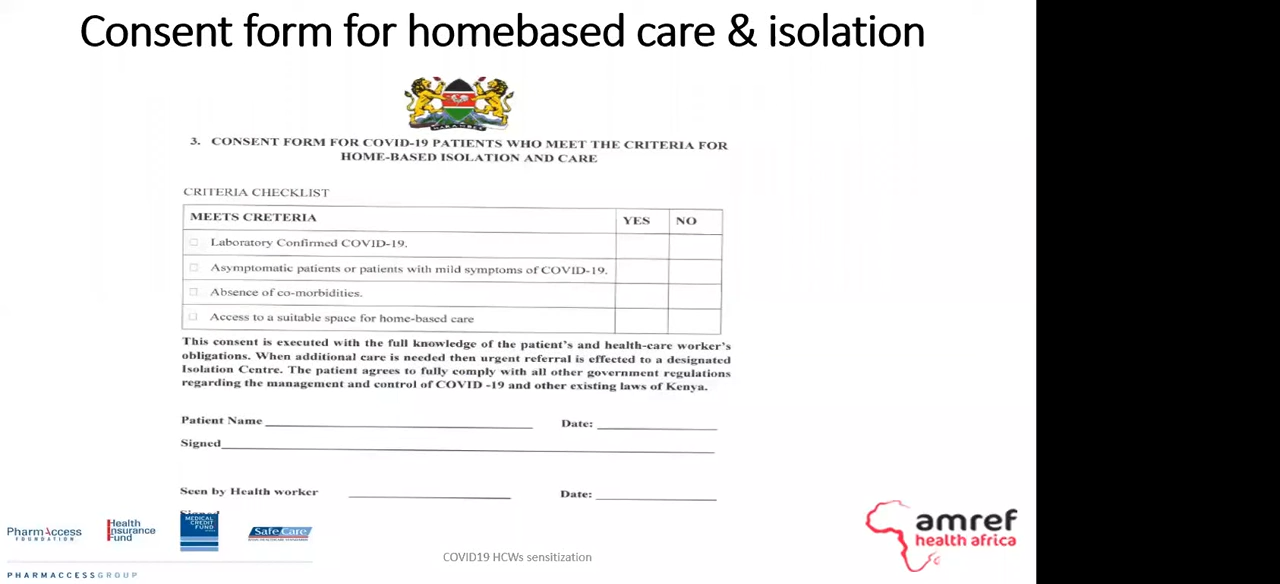 Consent form for homebased care & isolation
HARAMBEE
3. CONSENT FORM FOR COVID-19 PATIENTS WHO MEET THE CRITERIA FOR
HOME-BASED ISOLATION AND CARE
CRITERIA CHECKLIST
MEETS CRETERIA YES NO
Laboratory Confirmed COVID-19.
Asymptomatic patients or patients with mild symptoms of COVID-19.
Absence of co-morbidities.
Access to a suitable space for home-based care
This consent is executed with the full knowledge of the patient's and health-care worker's
obligations. When additional care is needed then urgent referral is effected to a designated
Isolation Centre. The patient agrees to fully comply with all other government regulations
regarding the management and control of COVID -19 and other existing laws of Kenya.
Patient Name Date:
Signed
Seen by Health worker Date:
Signed
PharmAccess
FOUNDATION
Health
Insurance
Fund
MEDICAL
CREDIT
FUND
SafeCare
amref
health africa
COVID19 HCWs sensitization
PHARMACCESSGROUP